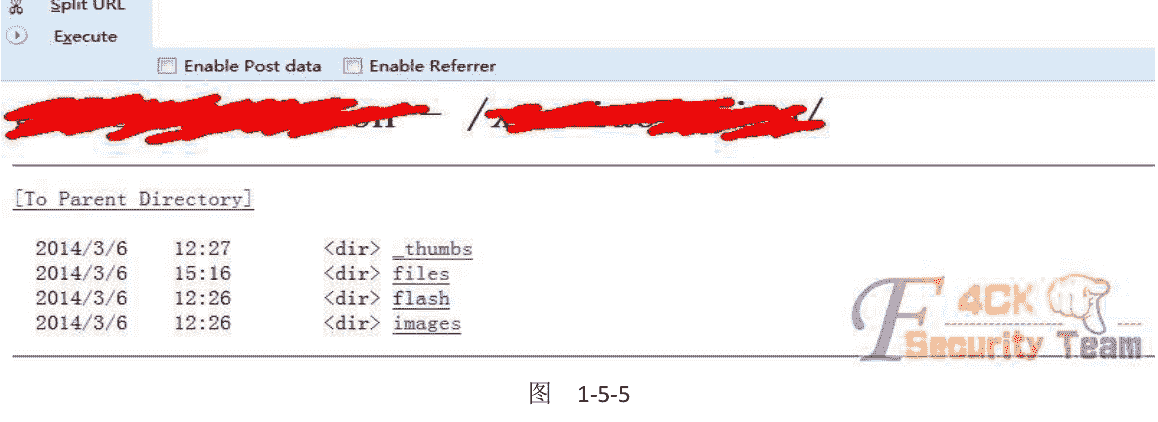 Split URL
Execute
Enable Post data Enable Referrer
[To Parent Directory]
2014/3/6 12:27 <dir> _thumbs
2014/3/6 15:16 <dir> files
2014/3/6 12:26 <dir> flash
2014/3/6 12:26 <dir> images
F4CK
Security Team
图 1-5-5